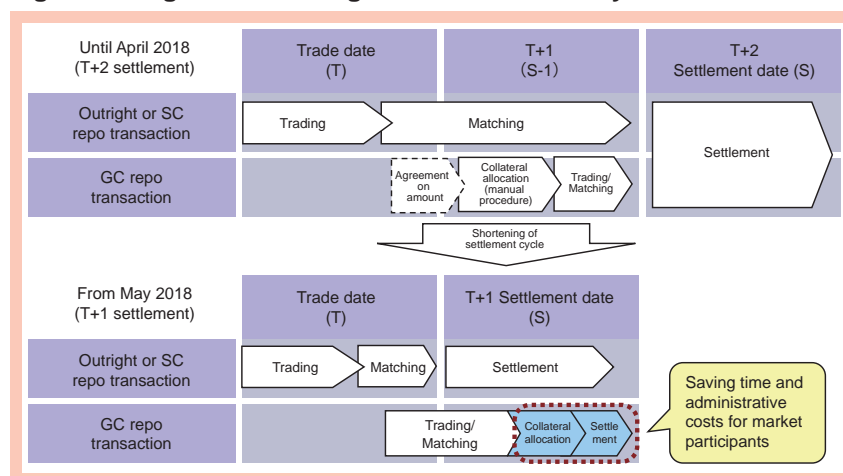 Until April 2018
(T+2 settlement)
Trade date
(T)
T+1
(S-1)
T+2
Settlement date (S)
Outright or SC
repo transaction
Trading
Matching
Settlement
GC repo
transaction
Agreement
on
amount
Collateral
allocation
(manual
procedure)
Trading/
Matching
Shortening of
settlement cycle
From May 2018
(T+1 settlement)
Trade date
(T)
T+1 Settlement date
(S)
Outright or SC
repo transaction
Trading
Matching
Settlement
GC repo
transaction
Trading/
Matching
Collateral
allocation
Settle
ment
Saving time and
administrative
costs for market
participants